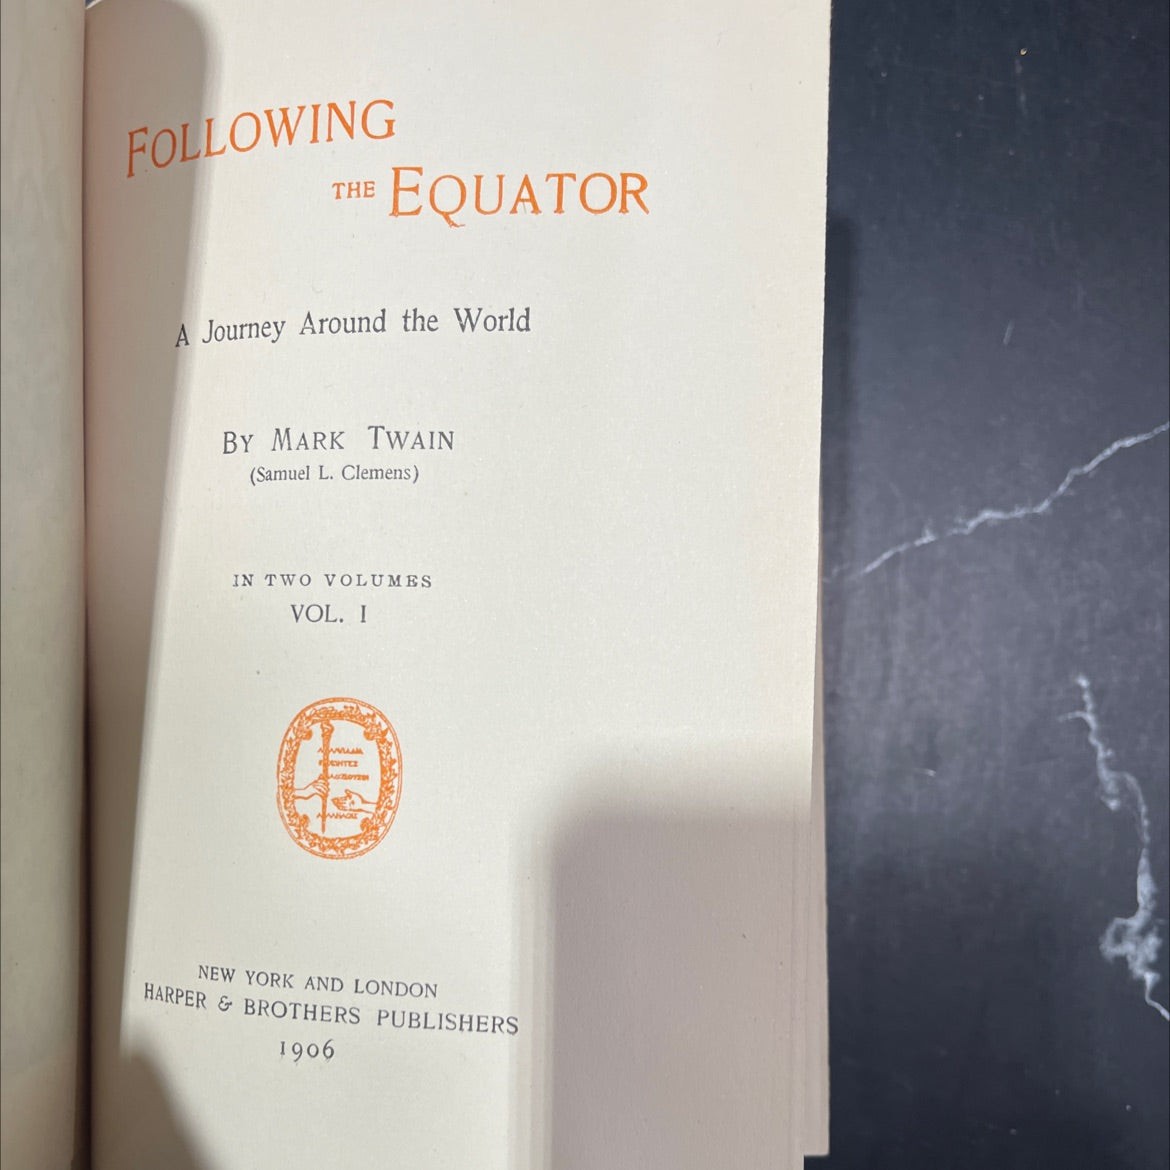 FOLLOWING
THE EQUATOR
A Journey Around the World
BY MARK TWAIN
(Samuel L. Clemens)
IN TWO VOLUMES
VOL. I
NEW YORK AND LONDON
HARPER & BROTHERS PUBLISHERS
1906